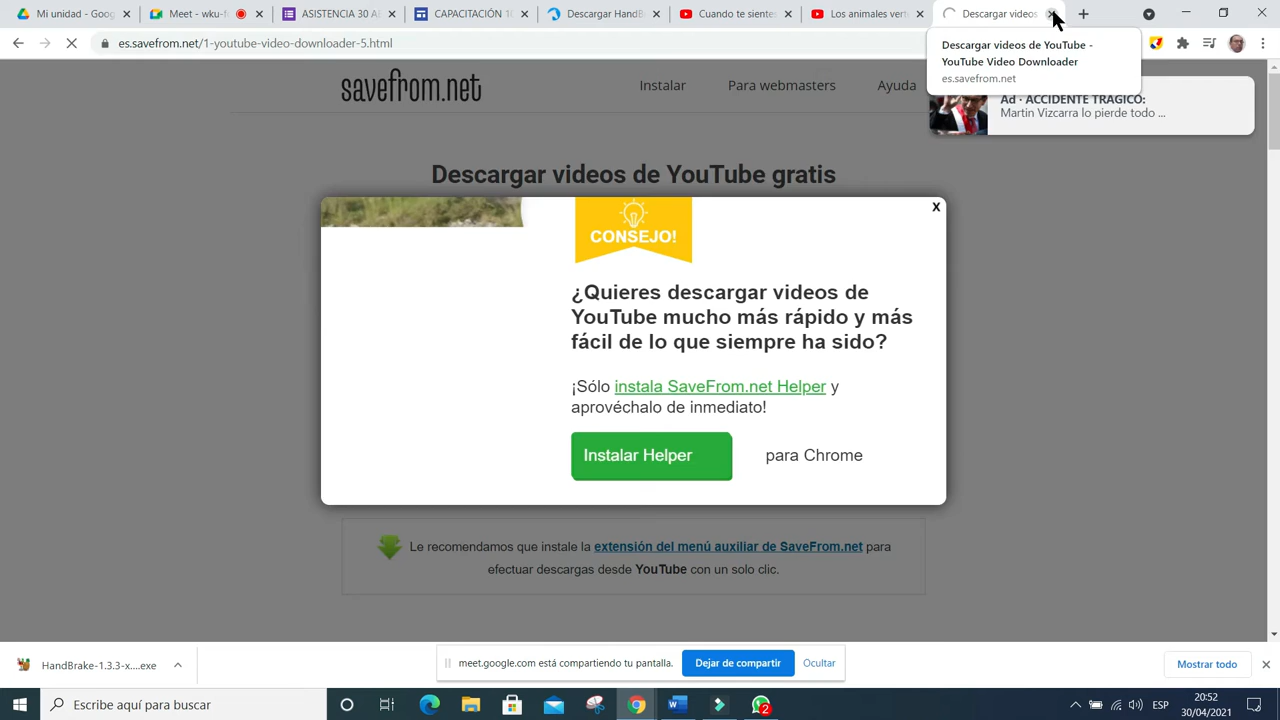 Mi unidad - Goog
Meet - wku-f
ASISTENCIA 30 AB
CAPACITACIÓN 10
Descargar HandB
Cuando te sientes
Los animales vert
Descargar videos
es.savefrom.net/1-youtube-video-downloader-5.html
Descargar videos de YouTube -
YouTube Video Downloader
es.savefrom.net
savefrom.net
Instalar
Para webmasters
Ayuda
Ad · ACCIDENTE TRÁGICO:
Martin Vizcarra lo pierde todo ...
Descargar videos de YouTube gratis
X
CONSEJO!
¿Quieres descargar videos de
YouTube mucho más rápido y más
fácil de lo que siempre ha sido?
¡Sólo instala SaveFrom.net Helper y
aprovéchalo de inmediato!
Instalar Helper
para Chrome
Le recomendamos que instale la extensión del menú auxiliar de SaveFrom.net para
efectuar descargas desde YouTube con un solo clic.
HandBrake-1.3.3-x....exe
meet.google.com está compartiendo tu pantalla.
Dejar de compartir
Ocultar
Mostrar todo
Escribe aquí para buscar
2
ESP
20:52
30/04/2021